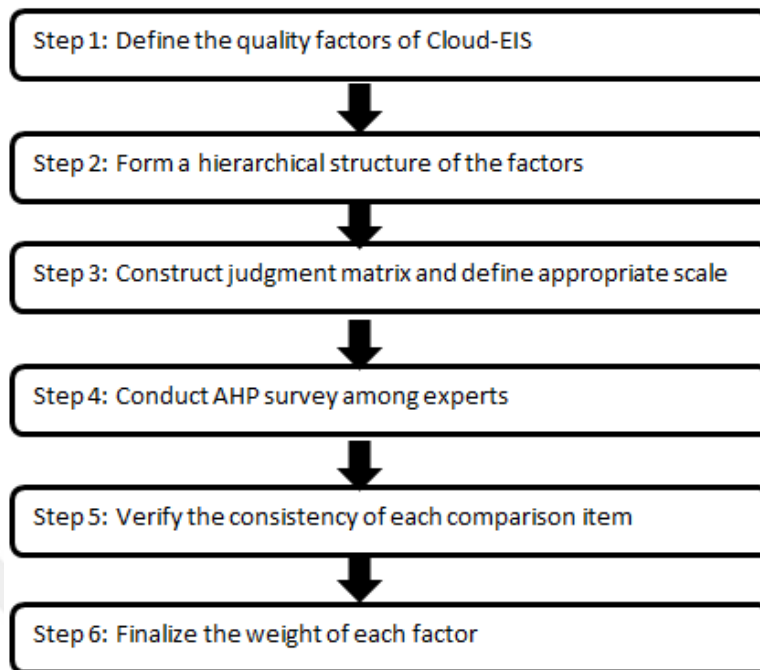 Step 1: Define the quality factors of Cloud-EIS
Step 2: Form a hierarchical structure of the factors
Step 3: Construct judgment matrix and define appropriate scale
Step 4: Conduct AHP survey among experts
Step 5: Verify the consistency of each comparison item
Step 6: Finalize the weight of each factor